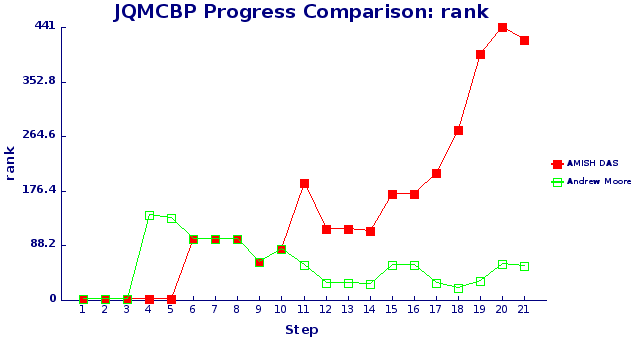 JQMCBP Progress Comparison: rank
441
352.8
264.6
176.4
88.2
0
rank
1 2 3 4 5 6 7 8 9 10 11 12 13 14 15 16 17 18 19 20 21
Step
AMISH DAS
Andrew Moore